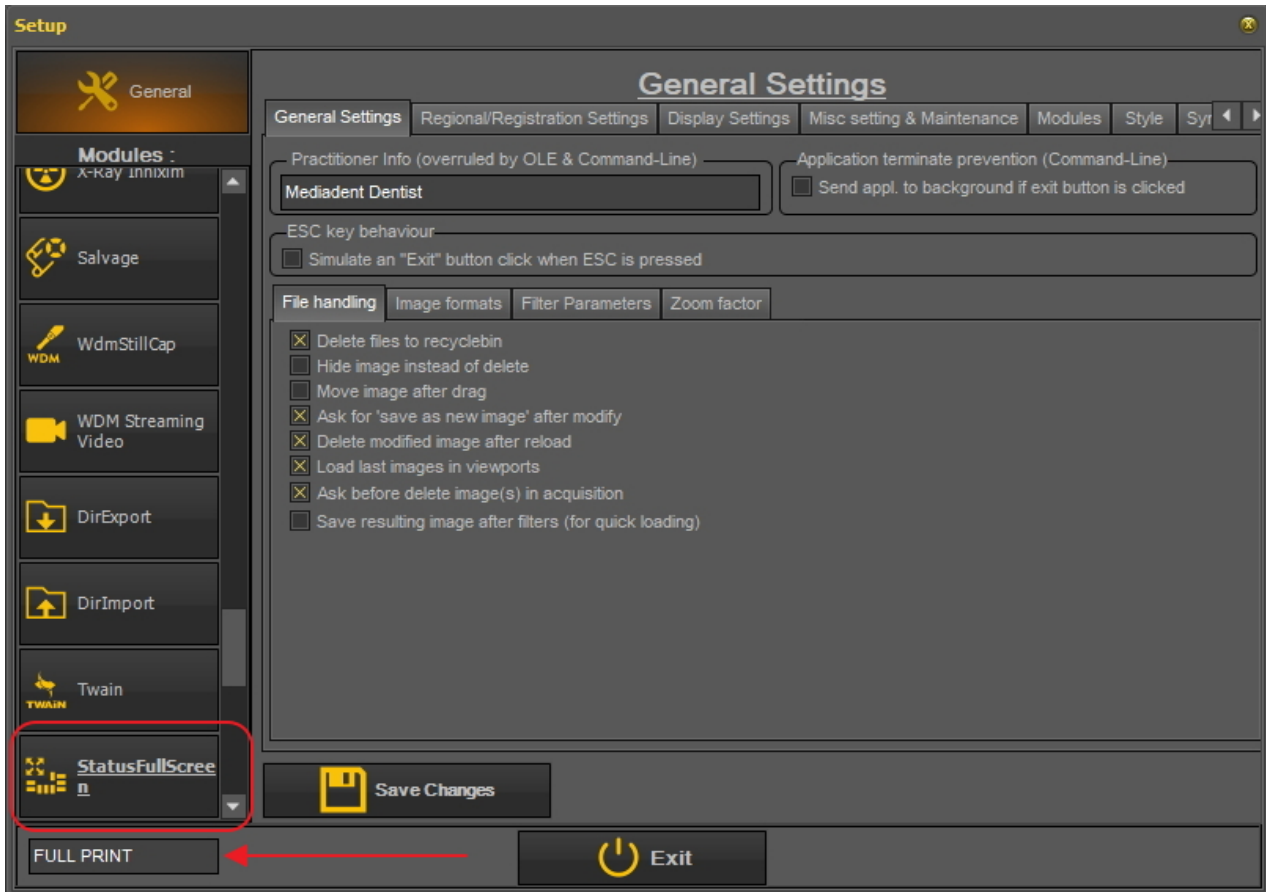 Setup
General
Modules :
X-Ray Innixim
Salvage
WDM
WdmStillCap
WDM Streaming
Video
DirExport
DirImport
TWAIN
Twain
StatusFullScree
n
FULL PRINT
General Settings
General Settings
Regional/Registration Settings
Display Settings
Misc setting & Maintenance
Modules
Style
Syr
Practitioner Info (overruled by OLE & Command-Line)
Mediadent Dentist
Application terminate prevention (Command-Line)
Send appl. to background if exit button is clicked
ESC key behaviour
Simulate an "Exit" button click when ESC is pressed
File handling
Image formats
Filter Parameters
Zoom factor
Delete files to recyclebin
Hide image instead of delete
Move image after drag
Ask for 'save as new image' after modify
Delete modified image after reload
Load last images in viewports
Ask before delete image(s) in acquisition
Save resulting image after filters (for quick loading)
Save Changes
Exit